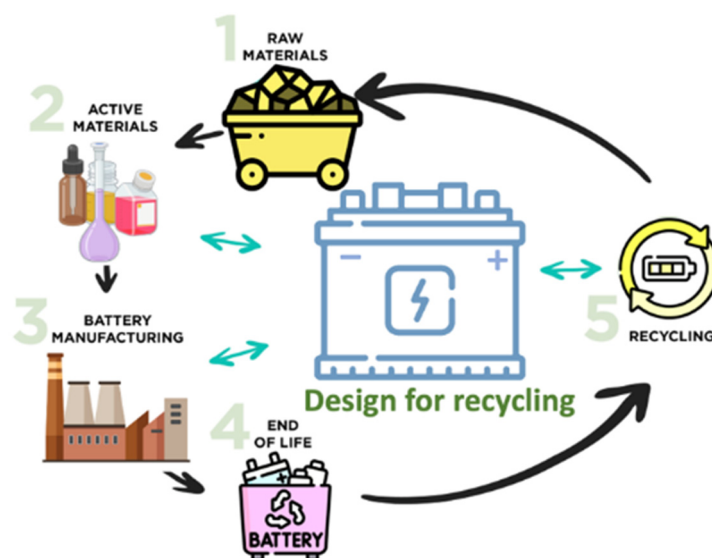 1
RAW
MATERIALS
2
ACTIVE
MATERIALS
3
BATTERY
MANUFACTURING
4
END
OF LIFE
BATTERY
5
RECYCLING
− +
Design for recycling